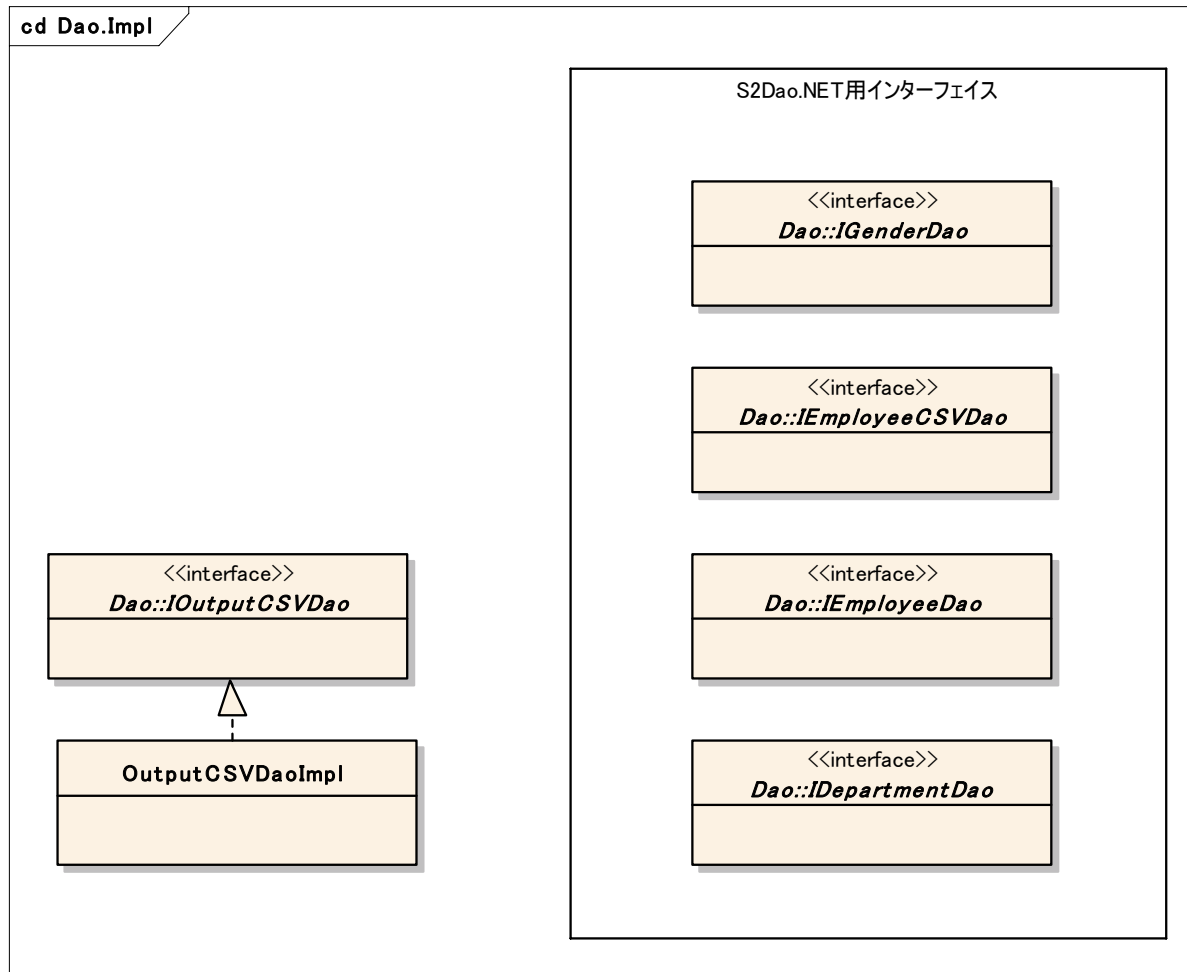 cd Dao.Impl
S2Dao.NET用インターフェイス
<<interface>>
Dao::IGenderDao
<<interface>>
Dao::IEmployeeCSVDao
<<interface>>
Dao::IOutputCSVDao
<<interface>>
Dao::IEmployeeDao
OutputCSVDaoImpl
<<interface>>
Dao::IDepartmentDao